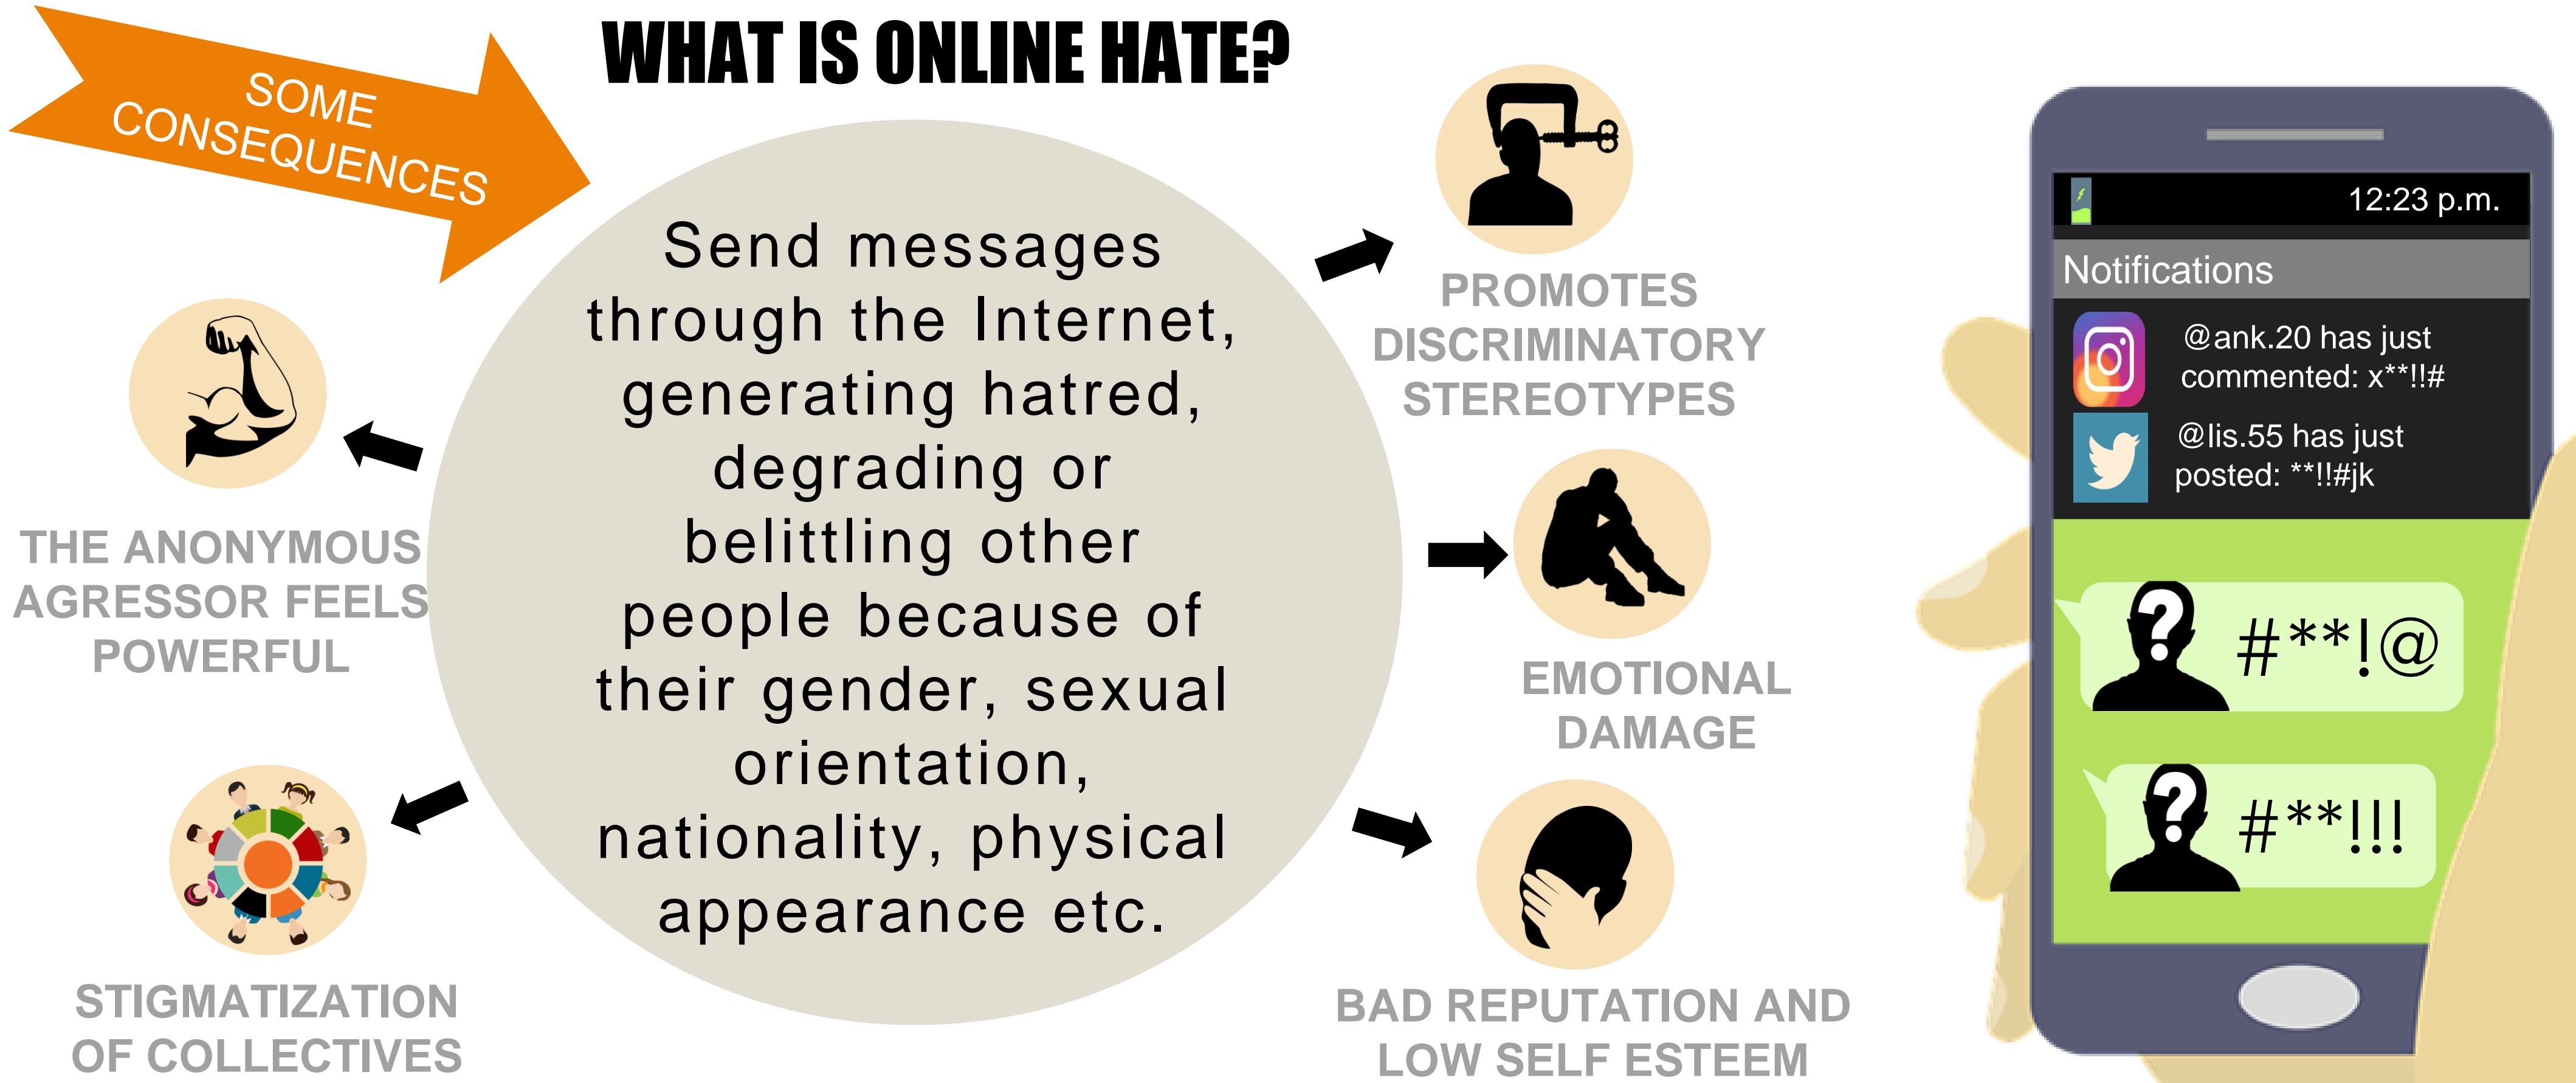 WHAT IS ONLINE HATE?
SOME
CONSEQUENCES
Send messages
through the Internet,
generating hatred,
degrading or
belittling other
people because of
their gender, sexual
orientation,
nationality, physical
appearance etc.
THE ANONYMOUS
AGRESSOR FEELS
POWERFUL
STIGMATIZATION
OF COLLECTIVES
PROMOTES
DISCRIMINATORY
STEREOTYPES
EMOTIONAL
DAMAGE
BAD REPUTATION AND
LOW SELF ESTEEM
12:23 p.m.
Notifications
@ank.20 has just
commented: x**!!#
@lis.55 has just
posted: **!!#jk
? #**!@
? #**!!!